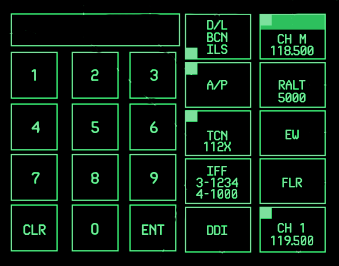 D/L
BCN
ILS
CH M
118.500
1
2
3
A/P
RALT
5000
4
5
6
TCN
112X
EW
7
8
9
IFF
3-1234
4-1000
FLR
CLR
0
ENT
DDI
CH 1
119.500